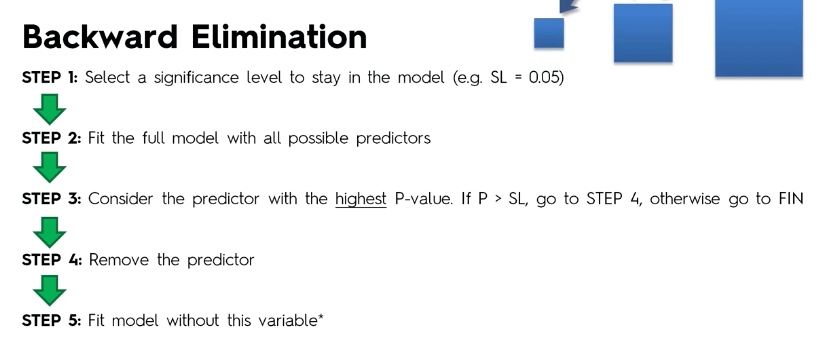 Backward Elimination
STEP 1: Select a significance level to stay in the model (e.g. SL = 0.05)
STEP 2: Fit the full model with all possible predictors
STEP 3: Consider the predictor with the highest P-value. If P > SL, go to STEP 4, otherwise go to FIN
STEP 4: Remove the predictor
STEP 5: Fit model without this variable*